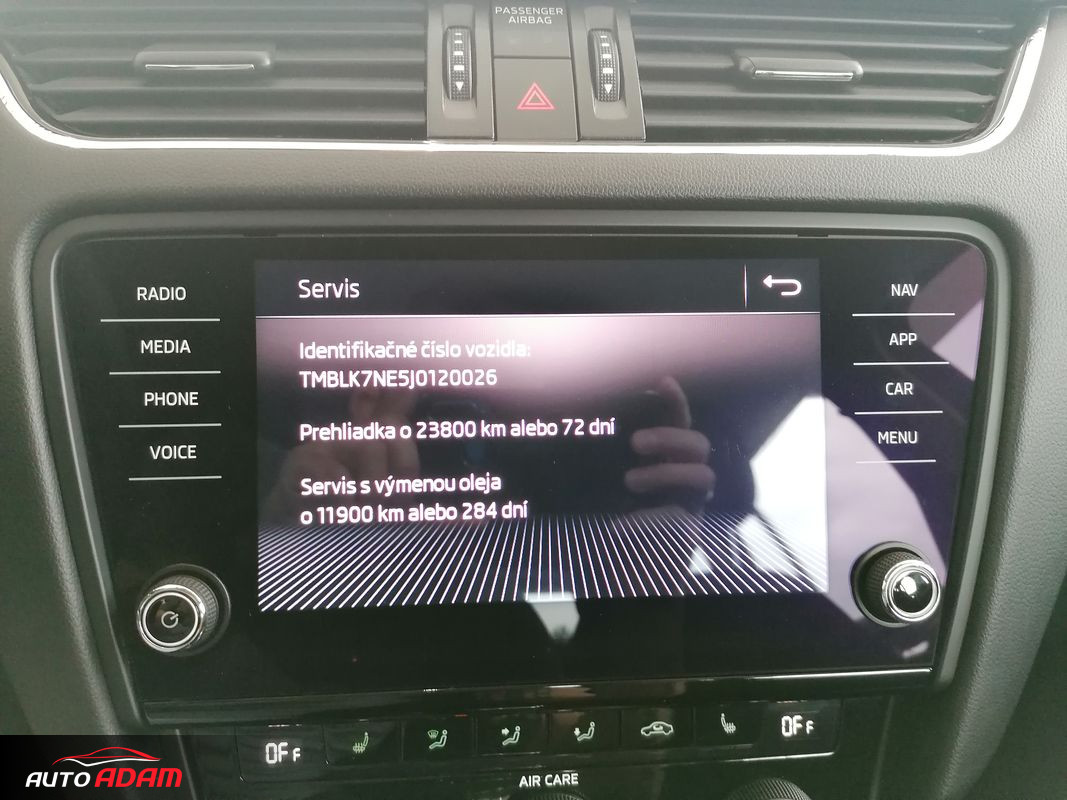 PASSENGER
AIRBAG
RADIO
MEDIA
PHONE
VOICE
Servis
Identifikačné číslo vozidla:
TMBLK7NE5J0120026
Prehliadka o 23800 km alebo 72 dní
Servis s výmenou oleja
o 11900 km alebo 284 dní
NAV
APP
CAR
MENU
OFF
OFF
AIR CARE
AUTO ADAM